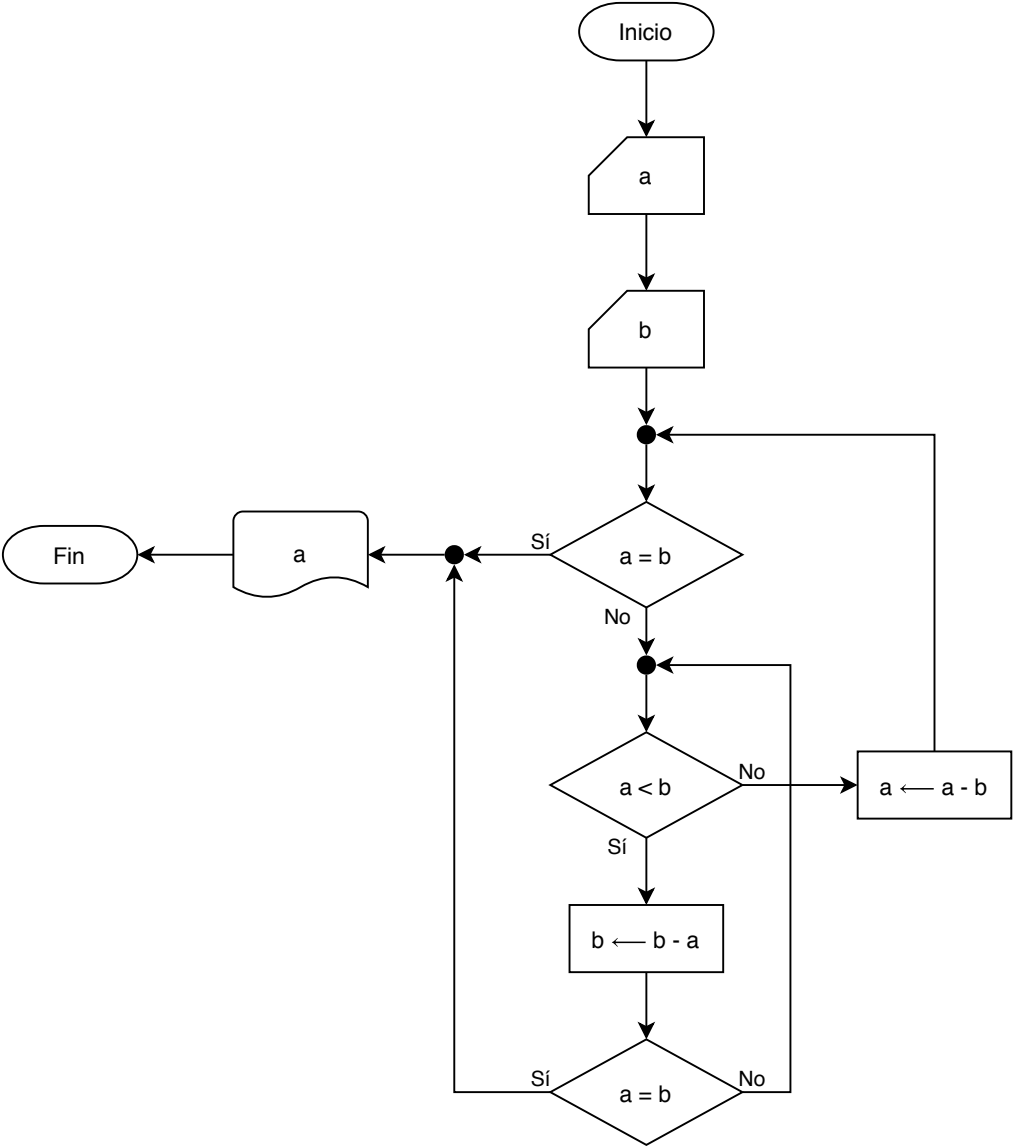 Inicio
a
b
a = b
Sí
No
a
Fin
a < b
No
Sí
a ⟵ a - b
b ⟵ b - a
a = b
Sí
No